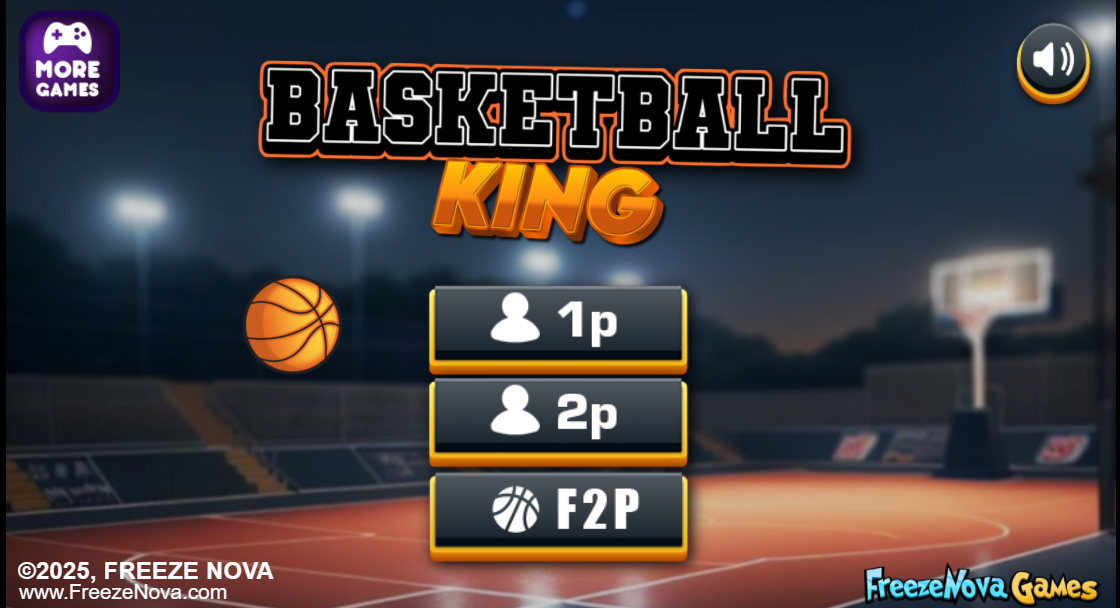 MORE
GAMES
BASKETBALL
KING
1p
2p
F2P
©2025, FREEZE NOVA
www.FreezeNova.com
FreezeNova Games